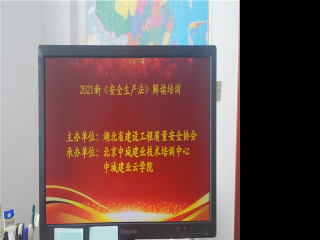 2021新《安全生产法》解读培训
主办单位：湖北省建设工程质量安全协会
承办单位：北京中城建业技术培训中心
中城建业云学院